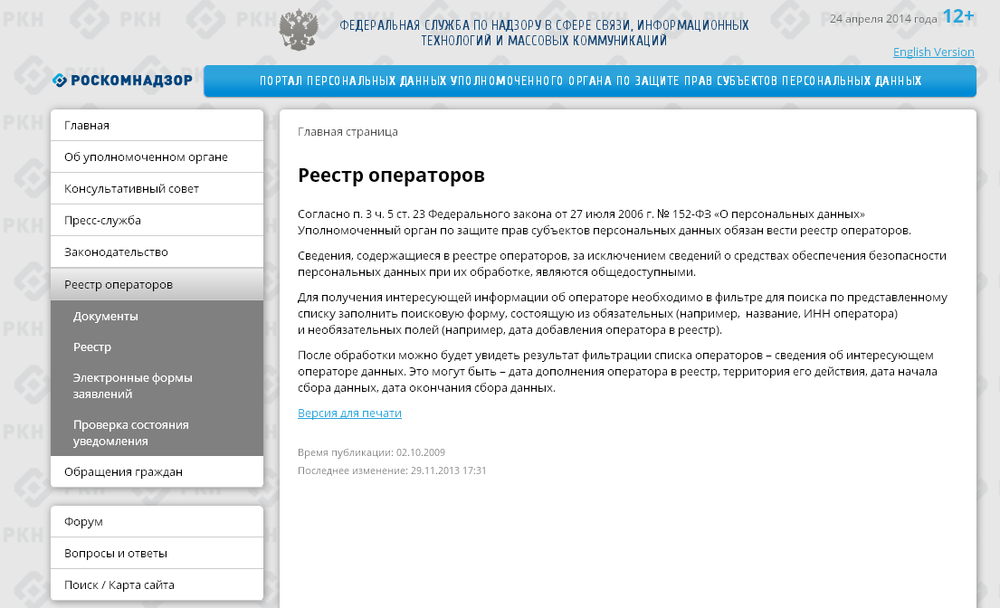 24 апреля 2014 года 12+
ФЕДЕРАЛЬНАЯ СЛУЖБА ПО НАДЗОРУ В СФЕРЕ СВЯЗИ, ИНФОРМАЦИОННЫХ
ТЕХНОЛОГИЙ И МАССОВЫХ КОММУНИКАЦИЙ
English Version
РОСКОМНАДЗОР
ПОРТАЛ ПЕРСОНАЛЬНЫХ ДАННЫХ УПОЛНОМОЧЕННОГО ОРГАНА ПО ЗАЩИТЕ ПРАВ СУБЪЕКТОВ ПЕРСОНАЛЬНЫХ ДАННЫХ
Главная
Об уполномоченном органе
Консультативный совет
Пресс-служба
Законодательство
Реестр операторов
Документы
Реестр
Электронные формы
заявлений
Проверка состояния
уведомления
Обращения граждан
Форум
Вопросы и ответы
Поиск / Карта сайта
Главная страница
Реестр операторов
Согласно п. 3 ч. 5 ст. 23 Федерального закона от 27 июля 2006 г. № 152-ФЗ «О персональных данных»
Уполномоченный орган по защите прав субъектов персональных данных обязан вести реестр операторов.
Сведения, содержащиеся в реестре операторов, за исключением сведений о средствах обеспечения безопасности
персональных данных при их обработке, являются общедоступными.
Для получения интересующей информации об операторе необходимо в фильтре для поиска по представленному
списку заполнить поисковую форму, состоящую из обязательных (например,  название, ИНН оператора)
и необязательных полей (например, дата добавления оператора в реестр).
После обработки можно будет увидеть результат фильтрации списка операторов – сведения об интересующем
операторе данных. Это могут быть – дата дополнения оператора в реестр, территория его действия, дата начала
сбора данных, дата окончания сбора данных.
Версия для печати
Время публикации: 02.10.2009
Последнее изменение: 29.11.2013 17:31